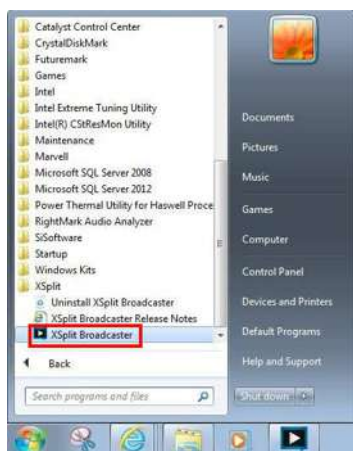 Catalyst Control Center
CrystalDiskMark
Futuremark
Games
Intel
Intel Extreme Tuning Utility
Intel(R) CStResMon Utility
Maintenance
Marvell
Microsoft SQL Server 2008
Microsoft SQL Server 2012
Power Thermal Utility for Haswell Proce
RightMark Audio Analyzer
SiSoftware
Startup
Windows Kits
XSplit
Uninstall XSplit Broadcaster
XSplit Broadcaster Release Notes
XSplit Broadcaster
Back
Search programs and files
Documents
Pictures
Music
Games
Computer
Control Panel
Devices and Printers
Default Programs
Help and Support
Shut down